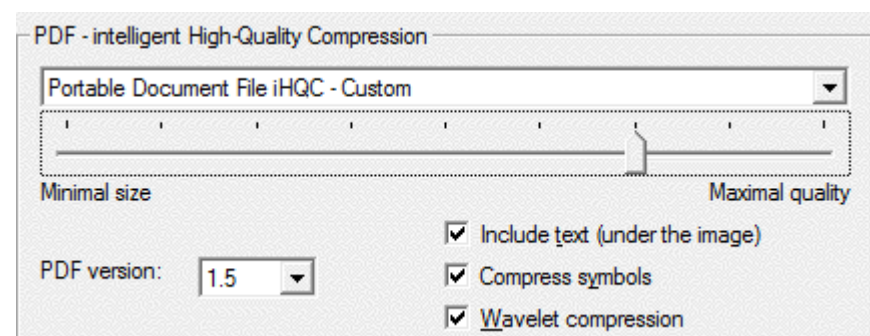 PDF - intelligent High-Quality Compression
Portable Document File iHQC - Custom
Minimal size Maximal quality
Include text (under the image)
PDF version: 1.5 Compress symbols
Wavelet compression